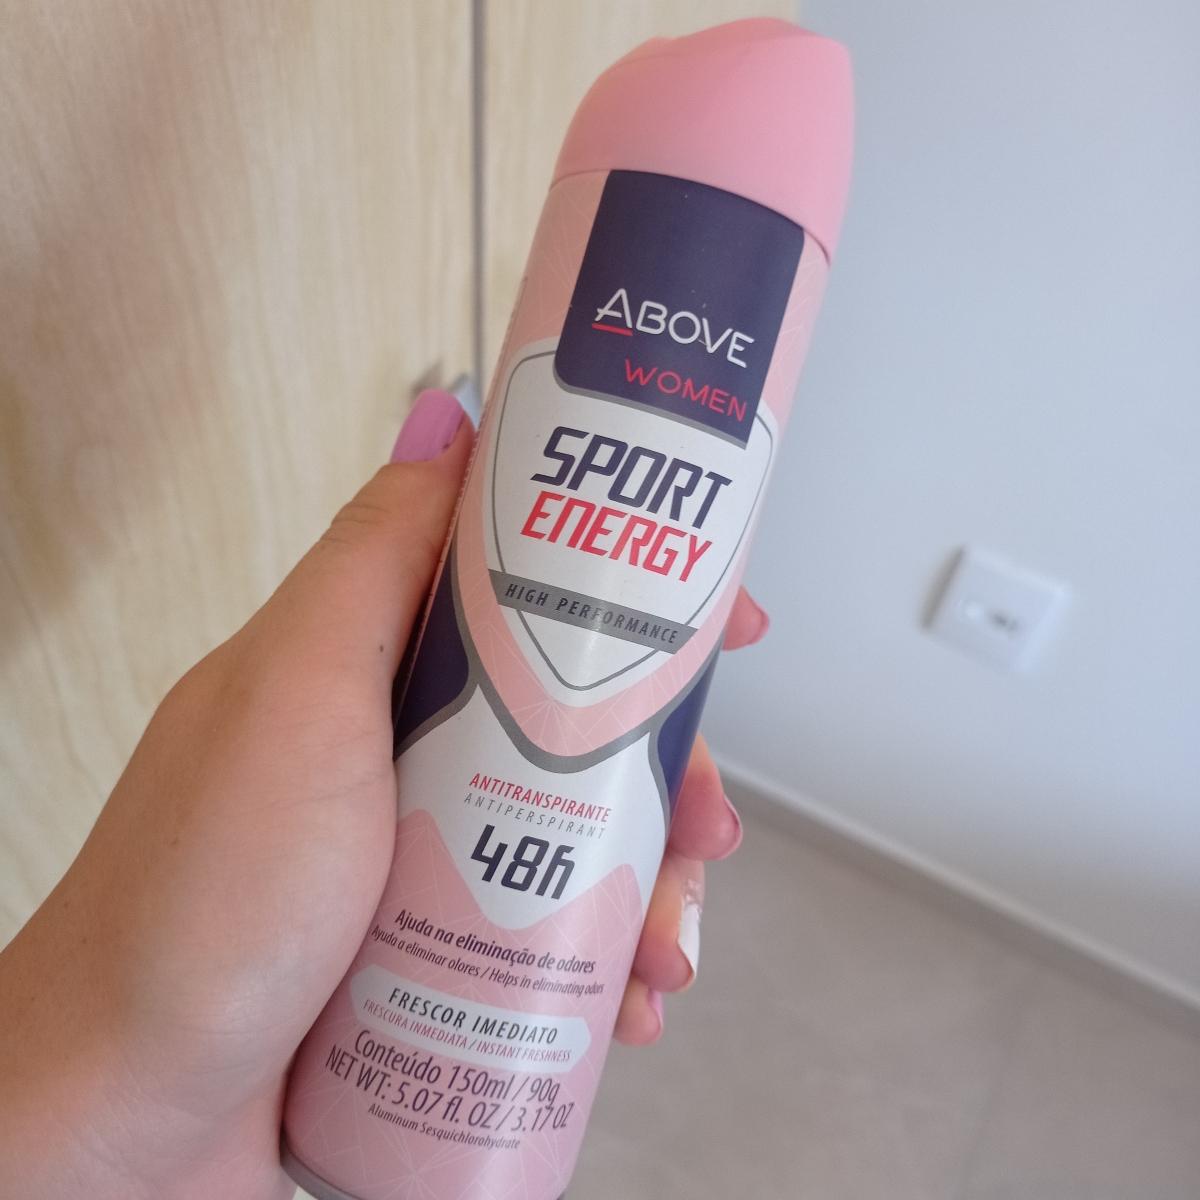 ABOVE
WOMEN
SPORT
ENERGY
HIGH PERFORMANCE
ANTITRANSPIRANTE
ANTIPERSPIRANT
48h
Ajuda na eliminação de odores
Ayuda a eliminar olores / Helps in eliminating odors
FRESCOR IMEDIATO
FRESCURA INMEDIATA / INSTANT FRESHNESS
Conteúdo 150ml / 90g
NET WT: 5.07 fl. OZ / 3.17 OZ
Aluminum Sesquichlorohydrate